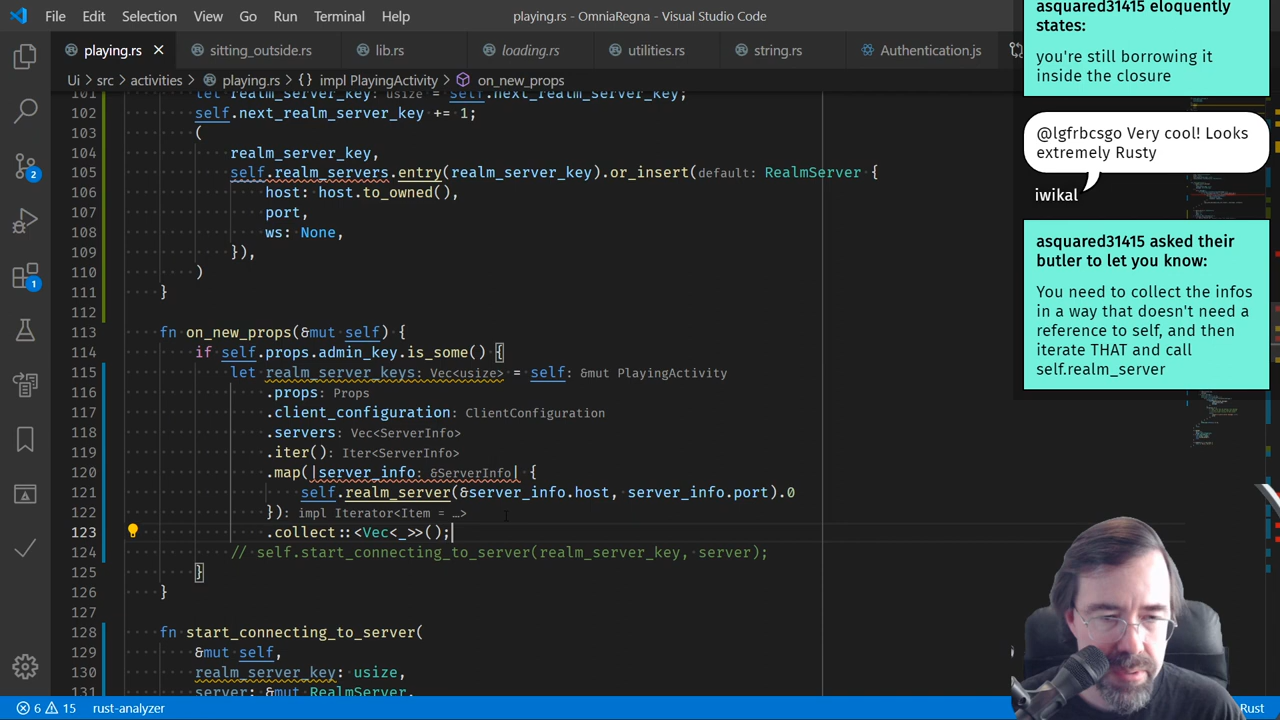 File Edit Selection View Go Run Terminal Help
playing.rs • OmniaRegna - Visual Studio Code
playing.rs sitting_outside.rs lib.rs loading.rs utilities.rs string.rs Authentication.js
Ui > src > activities > playing.rs > {} impl PlayingActivity > on_new_props
101 let realm_server_key: usize = self.next_realm_server_key;
102 self.next_realm_server_key += 1;
103 (
104 realm_server_key,
105 self.realm_servers.entry(realm_server_key).or_insert(default: RealmServer {
106 host: host.to_owned(),
107 port,
108 ws: None,
109 }),
110 )
111 }
112
113 fn on_new_props(&mut self) {
114 if self.props.admin_key.is_some() {
115 let realm_server_keys: Vec<usize> = self: &mut PlayingActivity
116 .props: Props
117 .client_configuration: ClientConfiguration
118 .servers: Vec<ServerInfo>
119 .iter(): Iter<ServerInfo>
120 .map(|server_info: &ServerInfo| {
121 self.realm_server(&server_info.host, server_info.port).0
122 }): impl Iterator<Item = …>
123 .collect::<Vec<_>>();
124 // self.start_connecting_to_server(realm_server_key, server);
125 }
126 }
127
128 fn start_connecting_to_server(
129 &mut self,
130 realm_server_key: usize,
131 server: &mut RealmServer,
2
1
6 15 rust-analyzer
Rust
asquared31415 eloquently
states:
you're still borrowing it
inside the closure
@lgfrbcsgo Very cool! Looks
extremely Rusty
iwikal
asquared31415 asked their
butler to let you know:
You need to collect the infos
in a way that doesn't need a
reference to self, and then
iterate THAT and call
self.realm_server